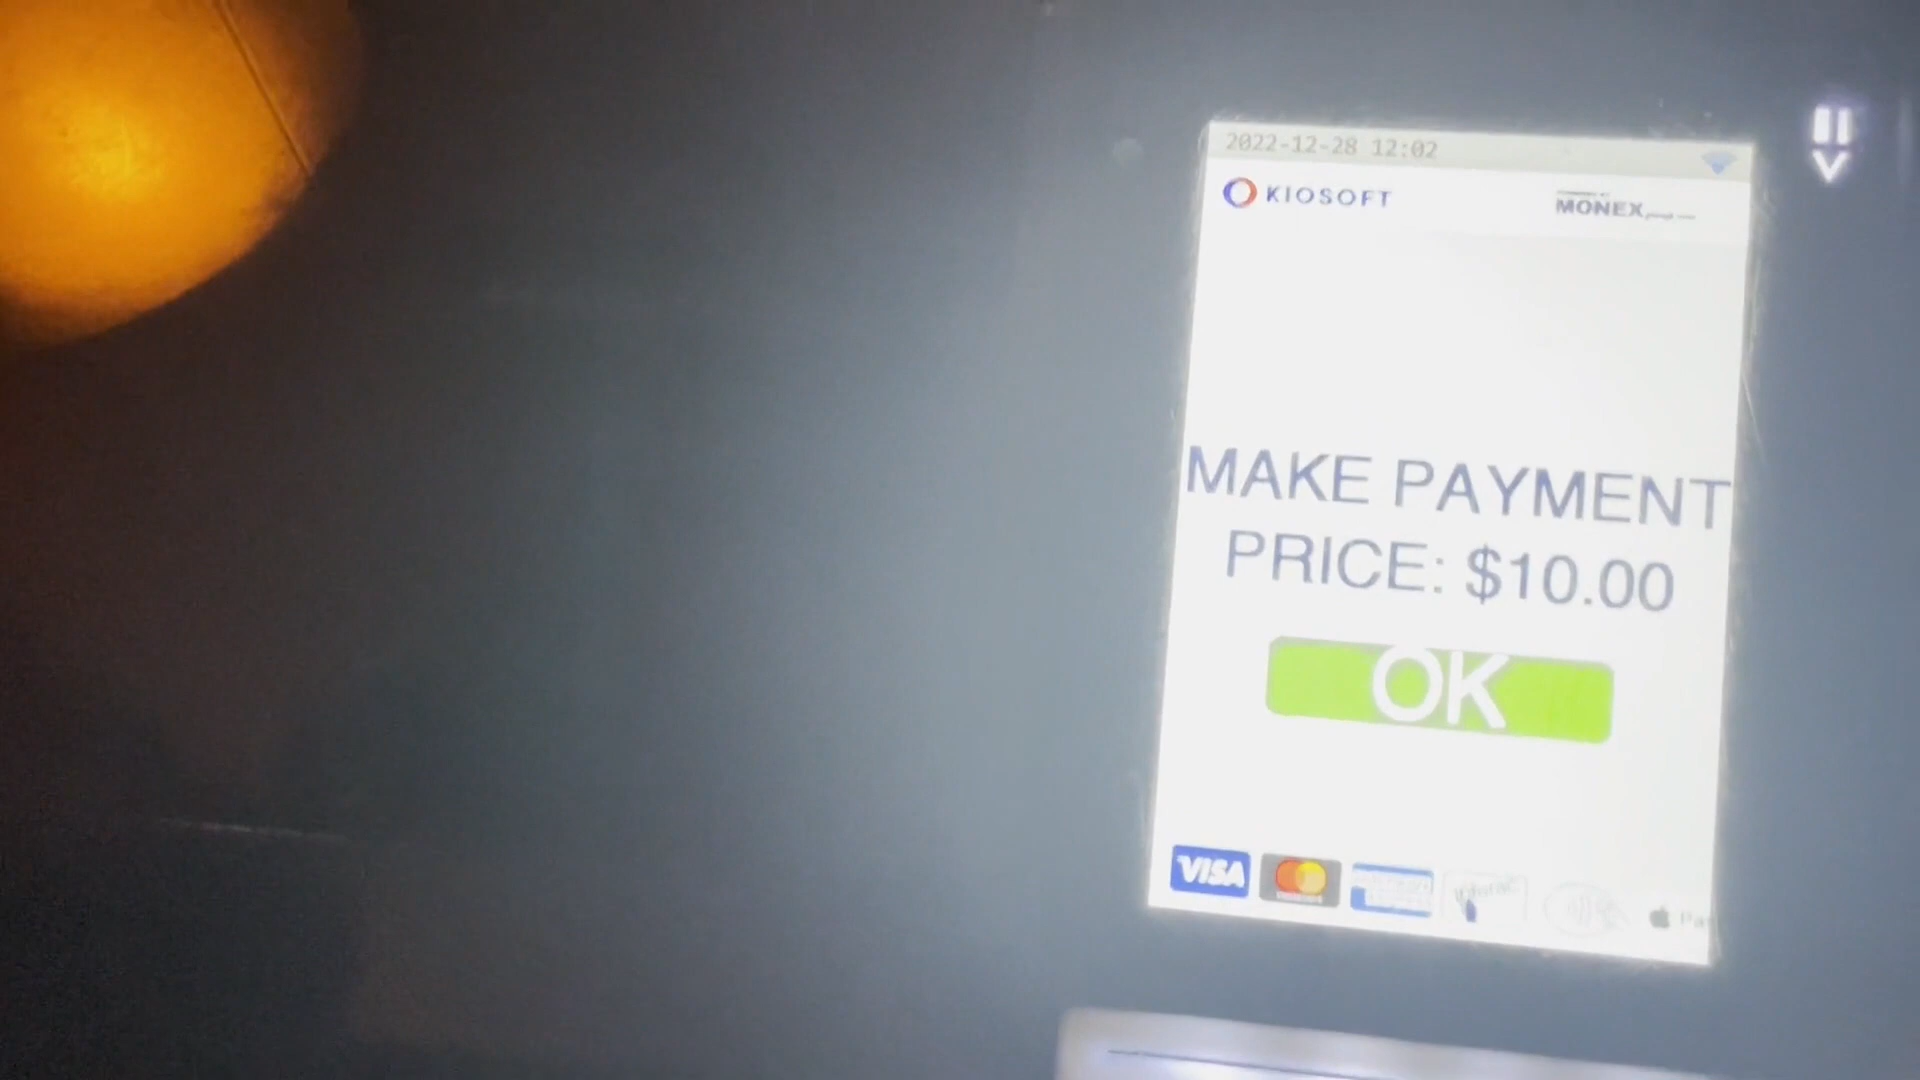 2022-12-28 12:02
KIOSOFT
MONEX
MAKE PAYMENT
PRICE: $10.00
OK
VISA